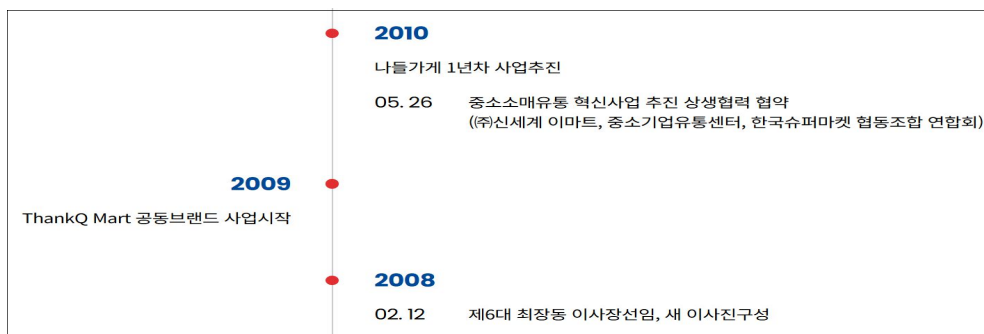 2010
나들가게 1년차 사업추진
05. 26 중소소매유통 혁신사업 추진 상생협력 협약
((주)신세계 이마트, 중소기업유통센터, 한국슈퍼마켓 협동조합 연합회)
2009
ThankQ Mart 공동브랜드 사업시작
2008
02. 12 제6대 최장동 이사장선임, 새 이사진구성